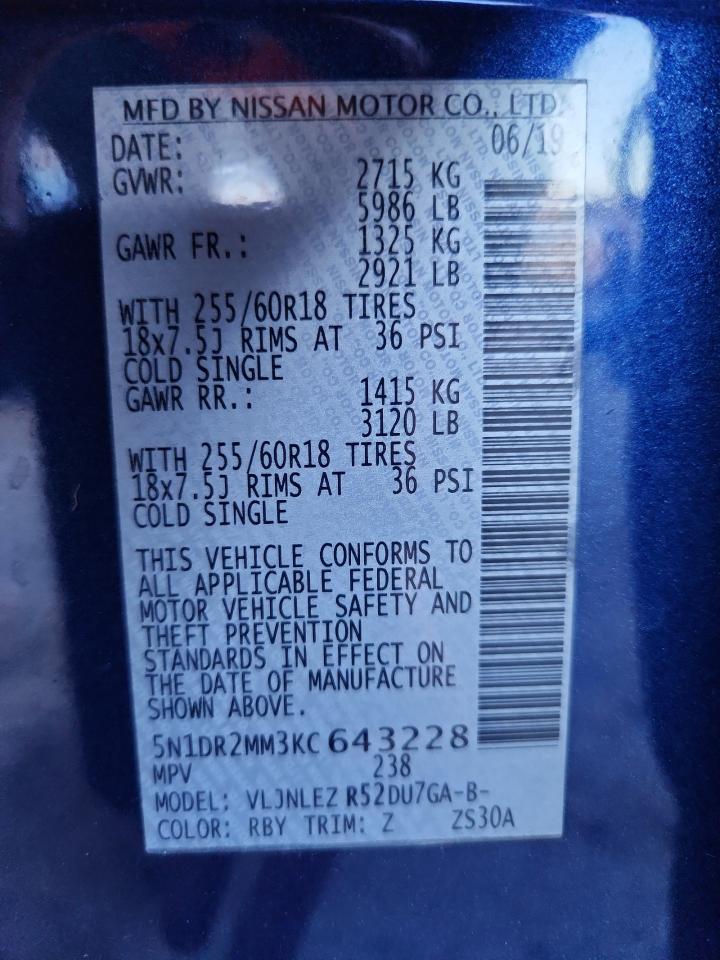 MFD BY NISSAN MOTOR CO., LTD.
DATE: 06/19
GVWR: 2715 KG
5986 LB
GAWR FR.: 1325 KG
2921 LB
WITH 255/60R18 TIRES
18x7.5J RIMS AT 36 PSI
COLD SINGLE
GAWR RR.: 1415 KG
3120 LB
WITH 255/60R18 TIRES
18x7.5J RIMS AT 36 PSI
COLD SINGLE
THIS VEHICLE CONFORMS TO
ALL APPLICABLE FEDERAL
MOTOR VEHICLE SAFETY AND
THEFT PREVENTION
STANDARDS IN EFFECT ON
THE DATE OF MANUFACTURE
SHOWN ABOVE.
5N1DR2MM3KC643228
MPV 238
MODEL: VLJNLEZ R52DU7GA-B-
COLOR: RBY TRIM: Z ZS30A